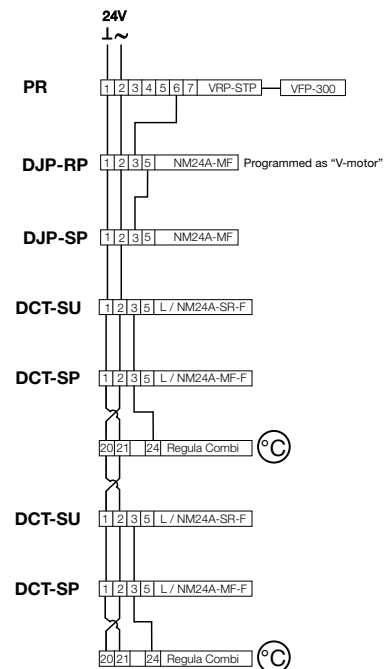 24V
⊥ ~
PR 1 2 3 4 5 6 7 VRP-STP VFP-300
DJP-RP 1 2 3 5 NM24A-MF Programmed as “V-motor”
DJP-SP 1 2 3 5 NM24A-MF
DCT-SU 1 2 3 5 L / NM24A-SR-F
DCT-SP 1 2 3 5 L / NM24A-MF-F
20 21 24 Regula Combi °C
DCT-SU 1 2 3 5 L / NM24A-SR-F
DCT-SP 1 2 3 5 L / NM24A-MF-F
20 21 24 Regula Combi °C